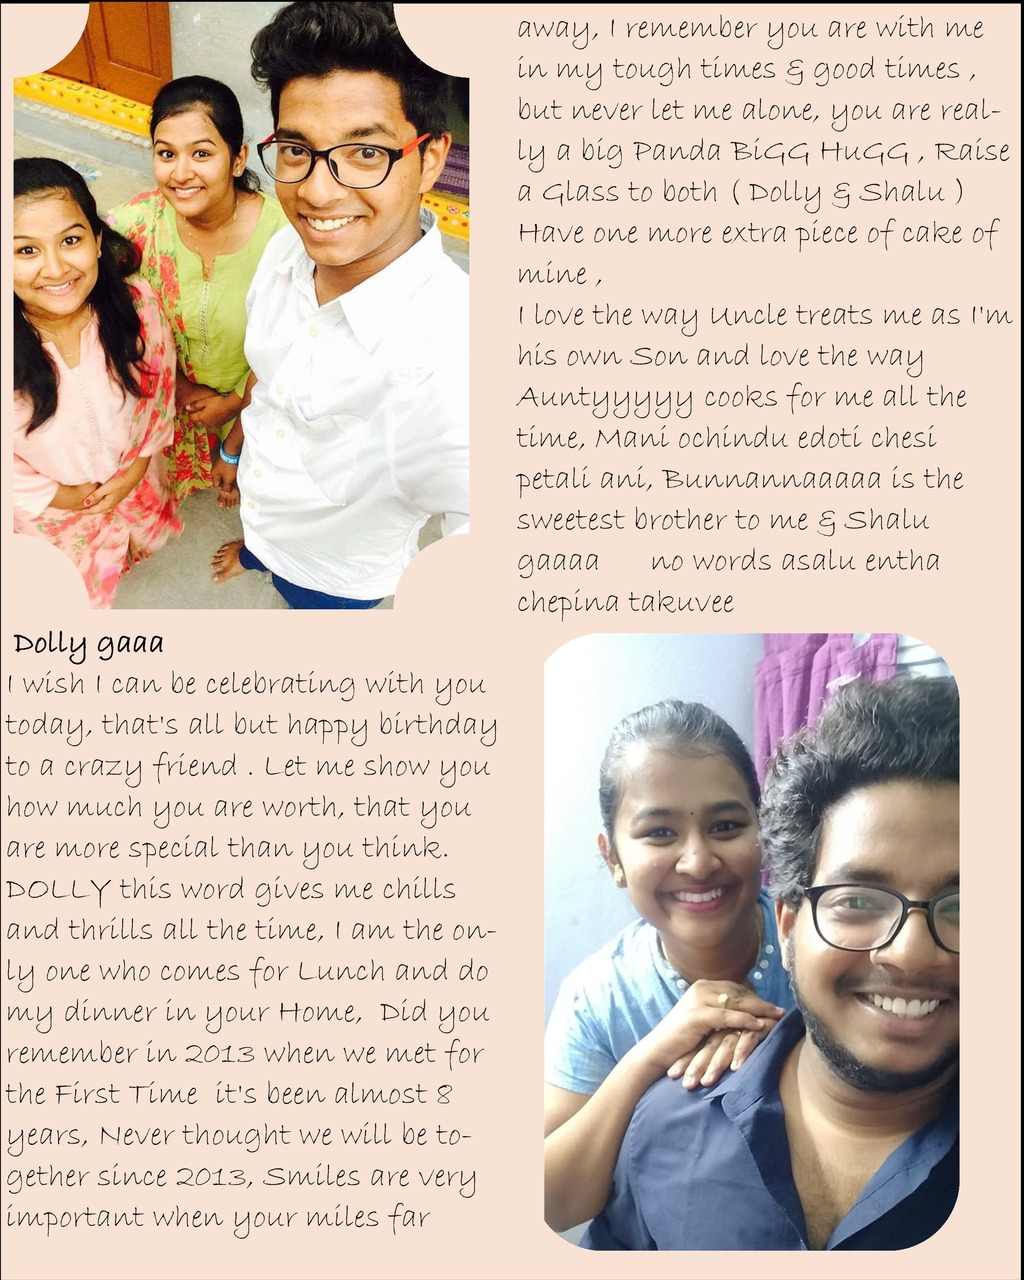 Dolly gaaa
I wish I can be celebrating with you
today, that's all but happy birthday
to a crazy friend . Let me show you
how much you are worth, that you
are more special than you think.
DOLLY this word gives me chills
and thrills all the time, I am the on-
ly one who comes for Lunch and do
my dinner in your Home, Did you
remember in 2013 when we met for
the First Time it's been almost 8
years, Never thought we will be to-
gether since 2013, Smiles are very
important when your miles far
away, I remember you are with me
in my tough times & good times ,
but never let me alone, you are real-
ly a big Panda BiGG HuGG , Raise
a Glass to both ( Dolly & Shalu )
Have one more extra piece of cake of
mine ,
I love the way Uncle treats me as I'm
his own Son and love the way
Auntyyyyy cooks for me all the
time, Mani ochindu edoti chesi
petali ani, Bunnannaaaaa is the
sweetest brother to me & Shalu
gaaaa no words asalu entha
chepina takuvee